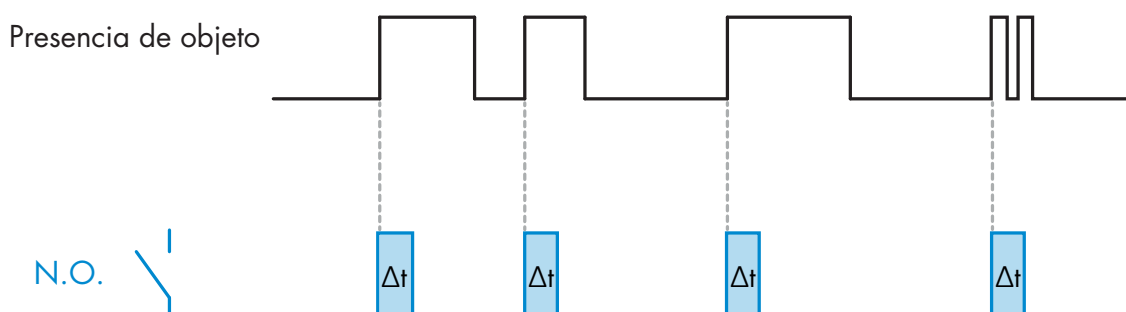 Presencia de objeto
N.O.
Δt Δt Δt Δt